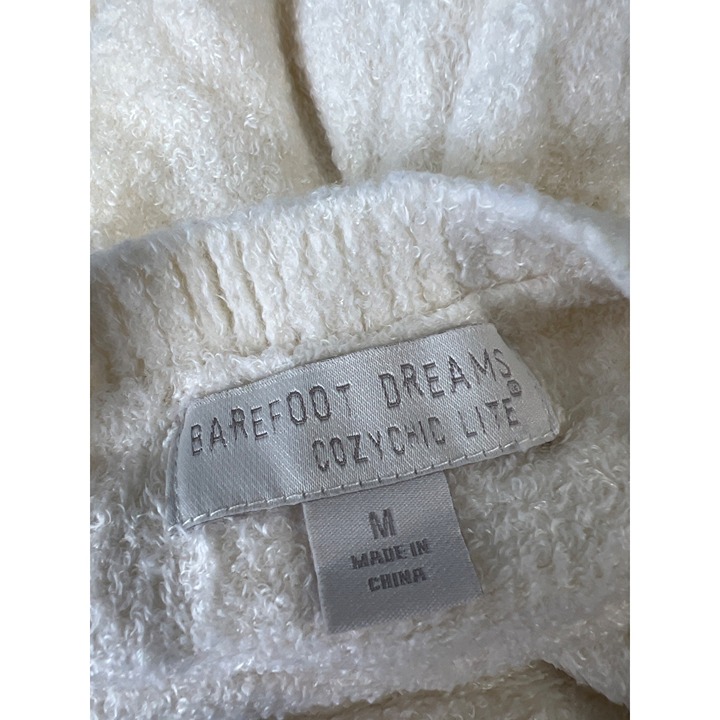 BAREFOOT DREAMS®
COZYCHIC LITE
M
MADE IN
CHINA